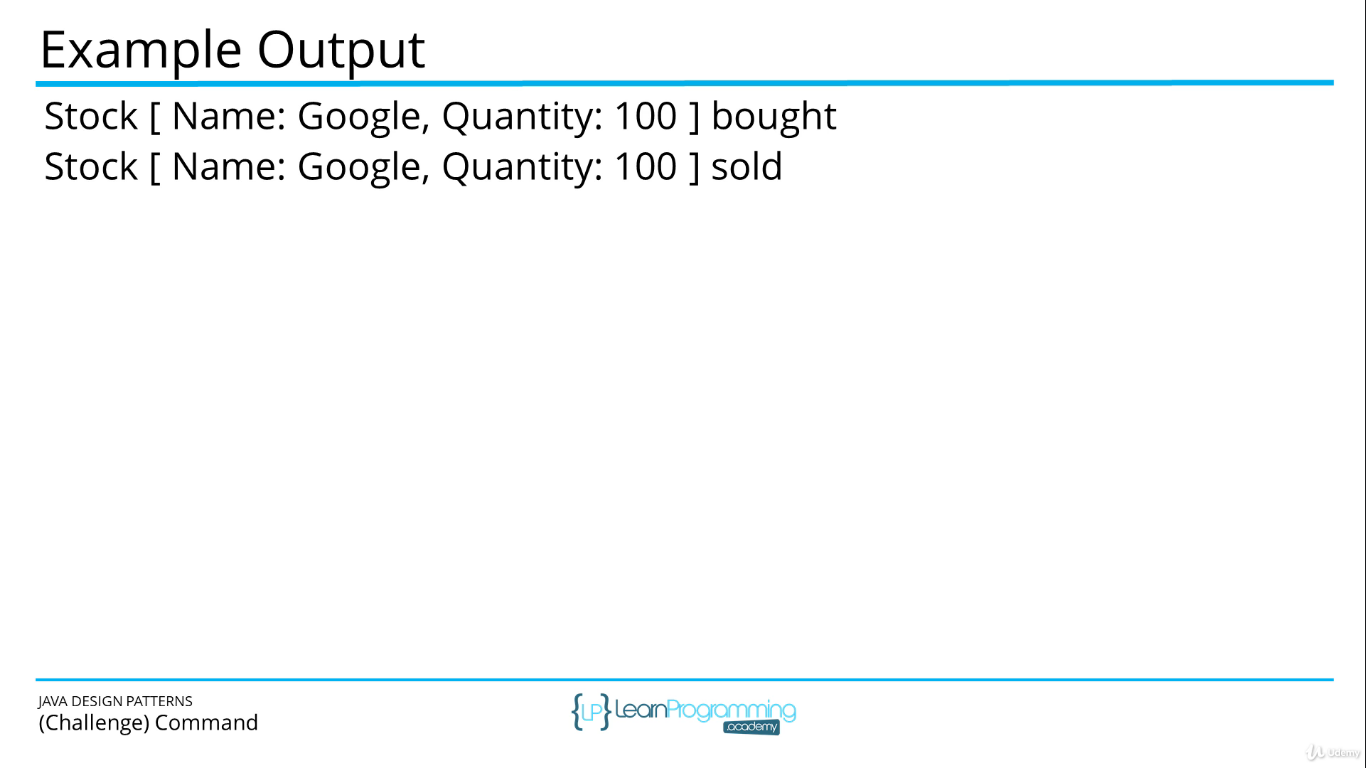 Example Output
Stock [ Name: Google, Quantity: 100 ] bought
Stock [ Name: Google, Quantity: 100 ] sold
JAVA DESIGN PATTERNS
(Challenge) Command
{LP} LearnProgramming
.academy
Udemy